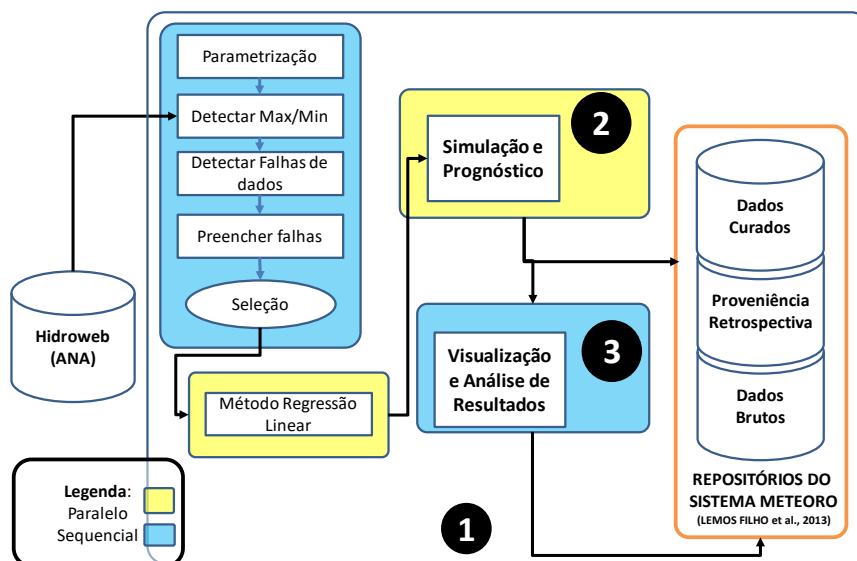 Parametrização
Detectar Max/Min
Detectar Falhas de
dados
Preencher falhas
Seleção
Hidroweb
(ANA)
Método Regressão
Linear
2
Simulação e
Prognóstico
3
Visualização
e Análise de
Resultados
1
Dados
Curados
Proveniência
Retrospectiva
Dados
Brutos
REPOSITÓRIOS DO
SISTEMA METEORO
(LEMOS FILHO et al., 2013)
Legenda:
Paralelo
Sequencial